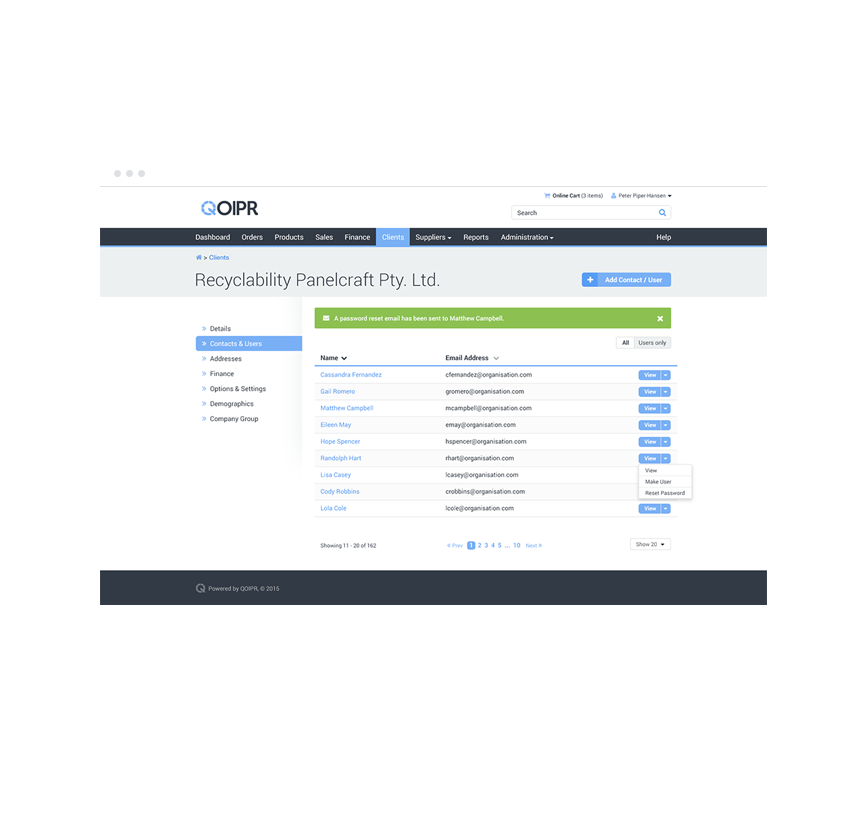 Online Cart (3 items) Peter Piper-Hansen
QOIPR
Search
Dashboard Orders Products Sales Finance Clients Suppliers Reports Administration Help
> Clients
Recyclability Panelcraft Pty. Ltd.
+ Add Contact / User
A password reset email has been sent to Matthew Campbell.
Details
Contacts & Users
Addresses
Finance
Options & Settings
Demographics
Company Group
All Users only
Name Email Address
Cassandra Fernandez cfernandez@organisation.com View
Gail Romero gromero@organisation.com View
Matthew Campbell mcampbell@organisation.com View
Eileen May emay@organisation.com View
Hope Spencer hspencer@organisation.com View
Randolph Hart rhart@organisation.com View
Lisa Casey lcasey@organisation.com
Cody Robbins crobbins@organisation.com
Lola Cole lcole@organisation.com View
View
Make User
Reset Password
Showing 11 - 20 of 162
« Prev 1 2 3 4 5 ... 10 Next »
Show 20
Powered by QOIPR, © 2015